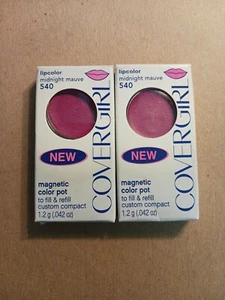 lipcolor
midnight mauve
540
COVERGIRL
NEW
magnetic
color pot
to fill & refill
custom compact
1.2 g (.042 oz)
lipcolor
midnight mauve
540
COVERGIRL
NEW
magnetic
color pot
to fill & refill
custom compact
1.2 g (.042 oz)